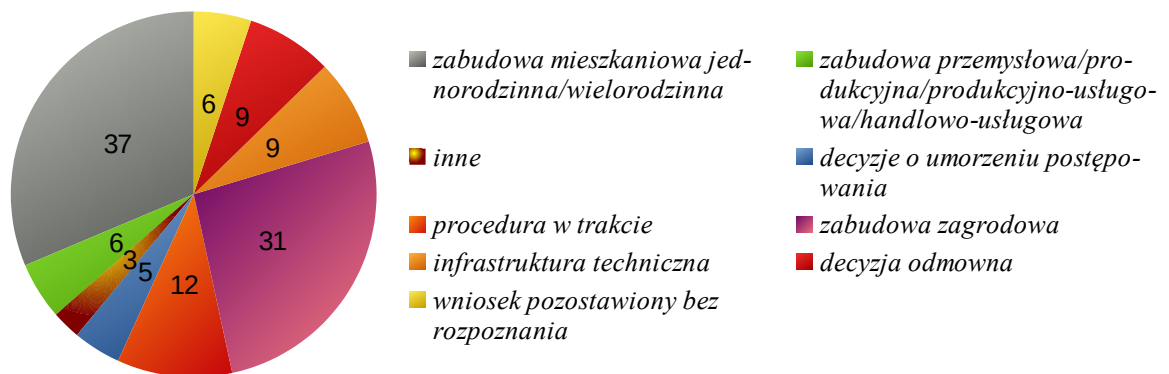 6
9
9
37
31
6
3
5
12
zabudowa mieszkaniowa jed-
norodzinna/wielorodzinna
zabudowa przemysłowa/pro-
dukcyjna/produkcyjno-usługo-
wa/handlowo-usługowa
inne
decyzje o umorzeniu postępo-
wania
procedura w trakcie
zabudowa zagrodowa
infrastruktura techniczna
decyzja odmowna
wniosek pozostawiony bez
rozpoznania